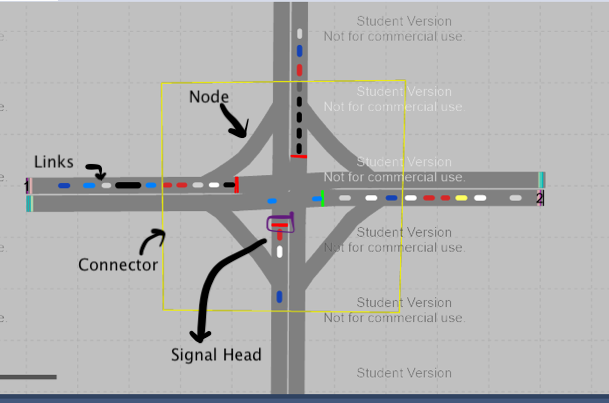 Student Version
Not for commercial use.
Node
Student Version
Not for commercial use.
Links
Student Version
Not for commercial use.
1
2
Student Version
Not for commercial use.
Connector
Student Version
Not for commercial use.
Signal Head
Student Version